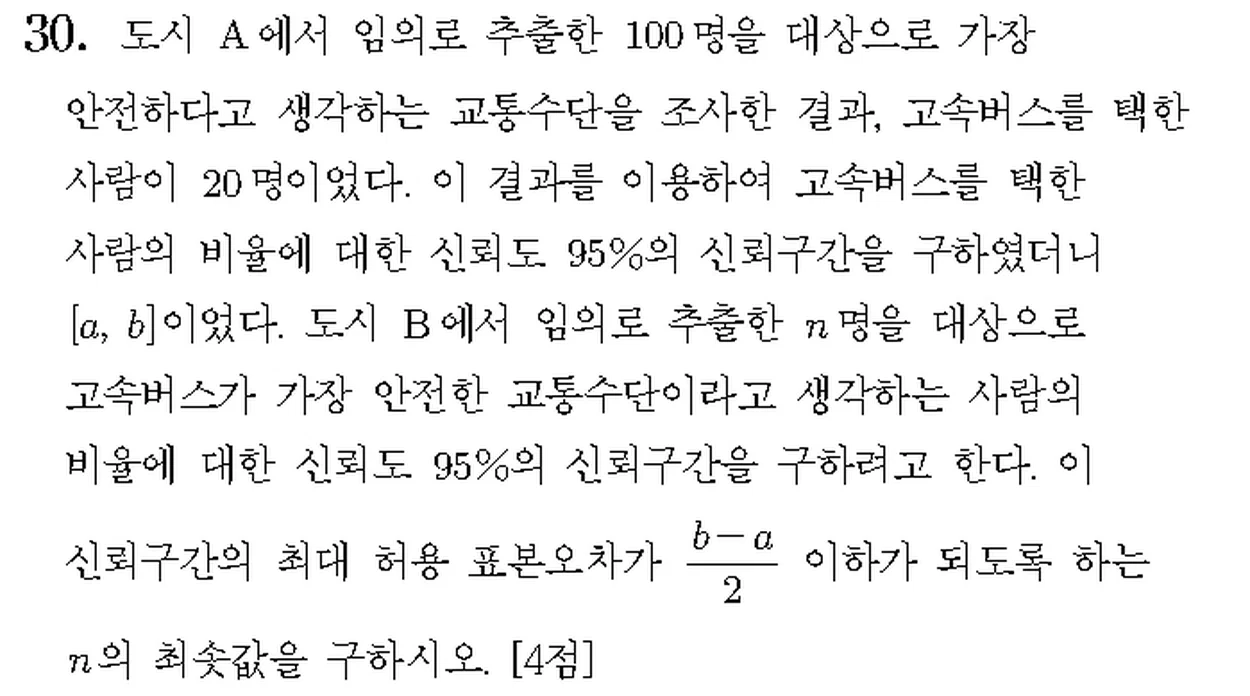 30. 도시 A에서 임의로 추출한 100명을 대상으로 가장
안전하다고 생각하는 교통수단을 조사한 결과, 고속버스를 택한
사람이 20명이었다. 이 결과를 이용하여 고속버스를 택한
사람의 비율에 대한 신뢰도 95%의 신뢰구간을 구하였더니
[a, b]이었다. 도시 B에서 임의로 추출한 n명을 대상으로
고속버스가 가장 안전한 교통수단이라고 생각하는 사람의
비율에 대한 신뢰도 95%의 신뢰구간을 구하려고 한다. 이
신뢰구간의 최대 허용 표본오차가 (b-a)/2 이하가 되도록 하는
n의 최솟값을 구하시오. [4점]